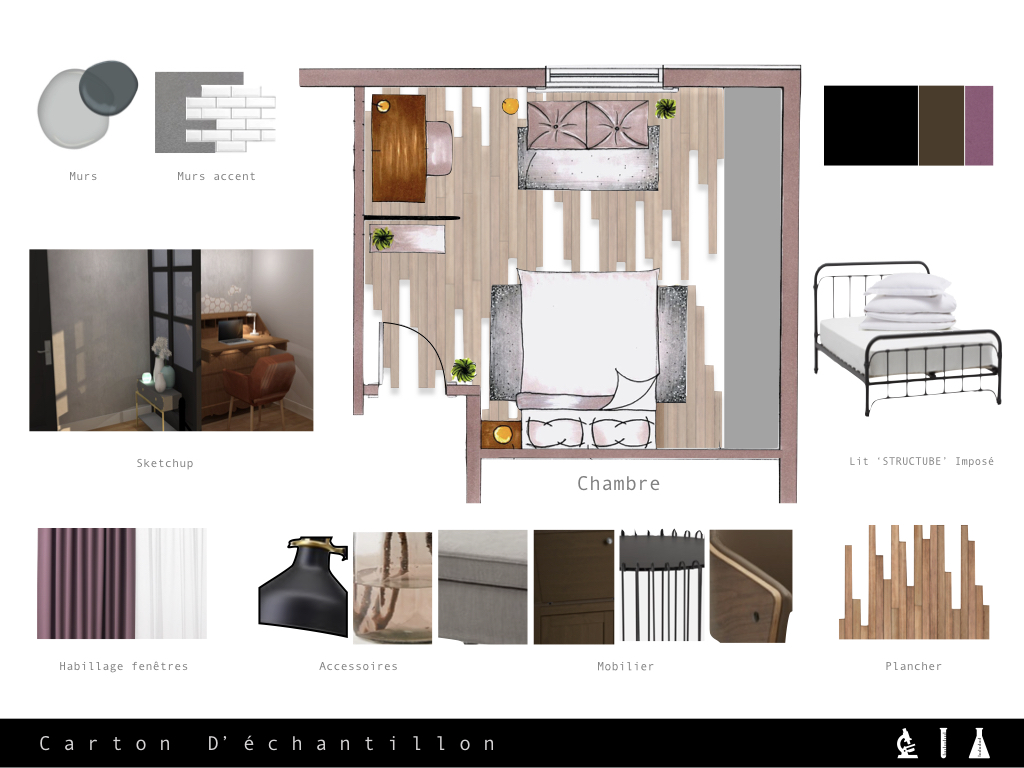 Murs
Murs accent
Sketchup
Chambre
Lit 'STRUCTUBE' Imposé
Habillage fenêtres
Accessoires
Mobilier
Plancher
Carton D'échantillon